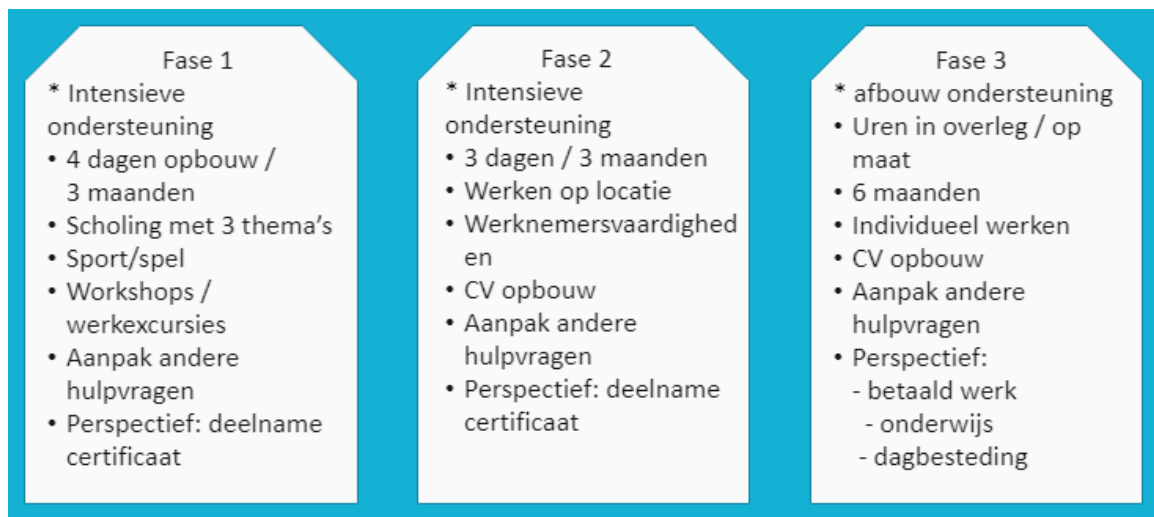 Fase 1
* Intensieve
ondersteuning
• 4 dagen opbouw /
3 maanden
• Scholing met 3 thema's
• Sport/spel
• Workshops /
werkexcursies
• Aanpak andere
hulpvragen
• Perspectief: deelname
certificaat
Fase 2
* Intensieve
ondersteuning
• 3 dagen / 3 maanden
• Werken op locatie
• Werknemersvaardighed
en
• CV opbouw
• Aanpak andere
hulpvragen
• Perspectief: deelname
certificaat
Fase 3
* afbouw ondersteuning
• Uren in overleg / op
maat
• 6 maanden
• Individueel werken
• CV opbouw
• Aanpak andere
hulpvragen
• Perspectief:
- betaald werk
- onderwijs
- dagbesteding